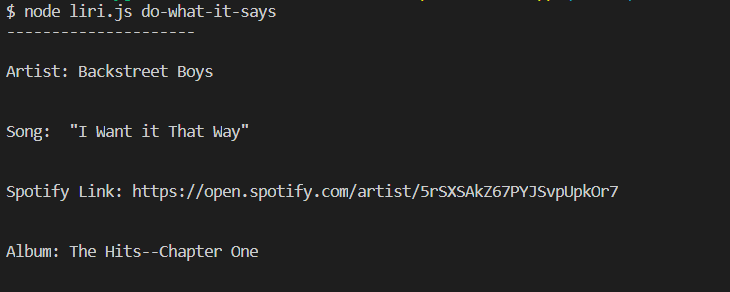 $ node liri.js do-what-it-says
---------------------
Artist: Backstreet Boys
Song:  "I Want it That Way"
Spotify Link: https://open.spotify.com/artist/5rSXSAkZ67PYJSvpUpkOr7
Album: The Hits--Chapter One